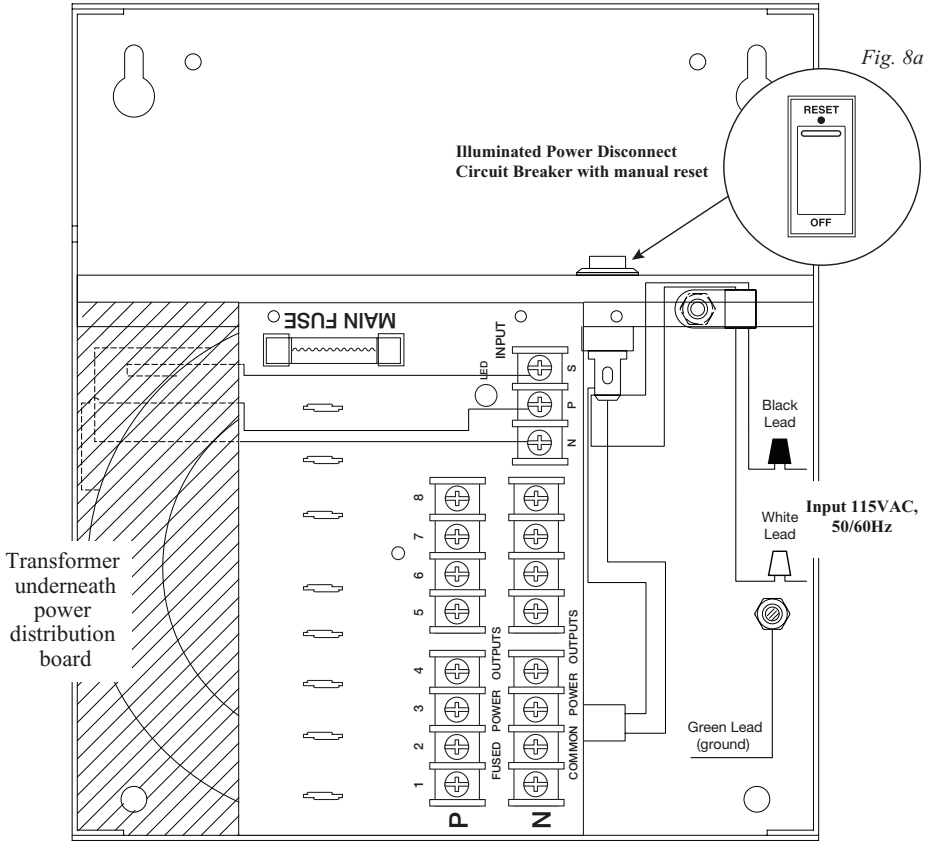 Fig. 8a
RESET
OFF
Illuminated Power Disconnect
Circuit Breaker with manual reset
MAIN FUSE
INPUT
LED
S
P
N
Black
Lead
Input 115VAC,
50/60Hz
White
Lead
Transformer
underneath
power
distribution
board
8
7
6
5
4
3
2
1
FUSED POWER OUTPUTS
COMMON POWER OUTPUTS
Green Lead
(ground)
P
N